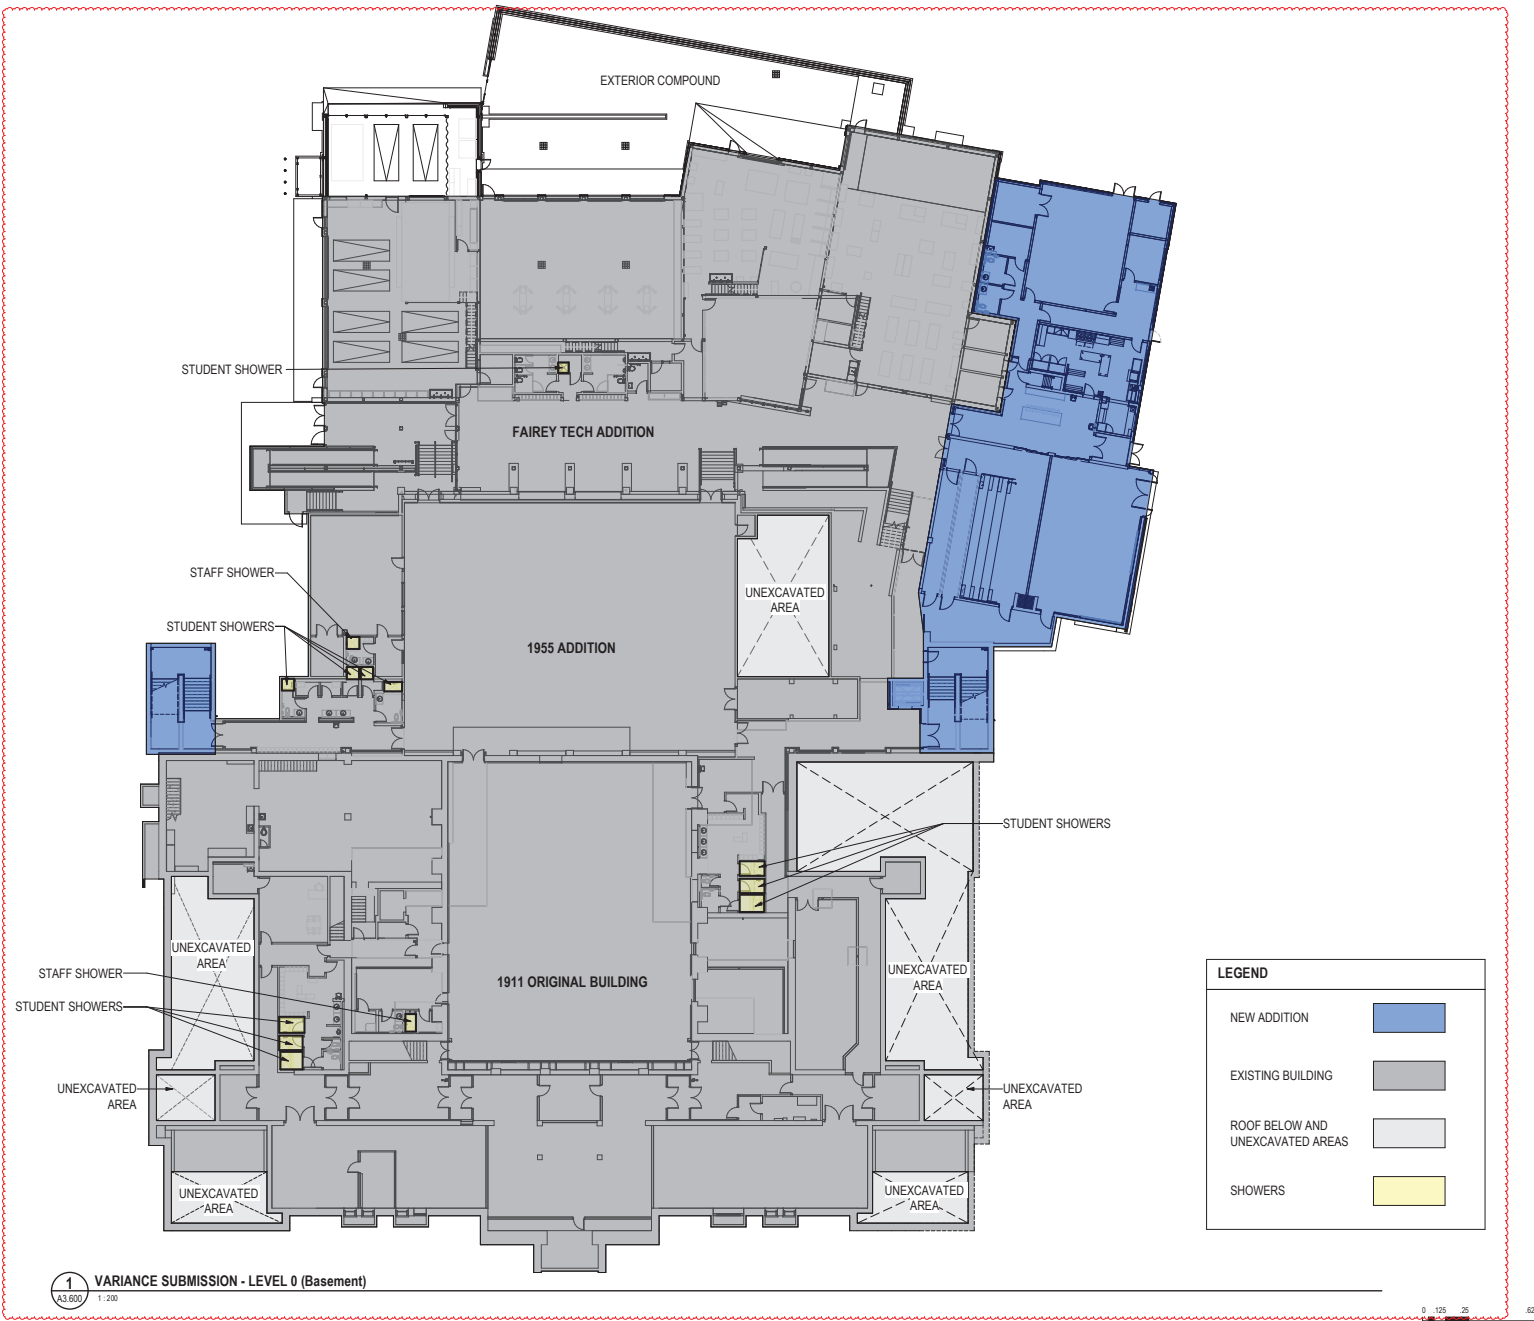 EXTERIOR COMPOUND
STUDENT SHOWER
FAIREY TECH ADDITION
STAFF SHOWER
UNEXCAVATED
AREA
STUDENT SHOWERS
1955 ADDITION
STUDENT SHOWERS
UNEXCAVATED
AREA
STAFF SHOWER
UNEXCAVATED
AREA
1911 ORIGINAL BUILDING
STUDENT SHOWERS
UNEXCAVATED
AREA
UNEXCAVATED
AREA
UNEXCAVATED
AREA
UNEXCAVATED
AREA
LEGEND
NEW ADDITION
EXISTING BUILDING
ROOF BELOW AND
UNEXCAVATED AREAS
SHOWERS
1
A3.600
VARIANCE SUBMISSION - LEVEL 0 (Basement)
1 : 200
0 .125 .25 .62